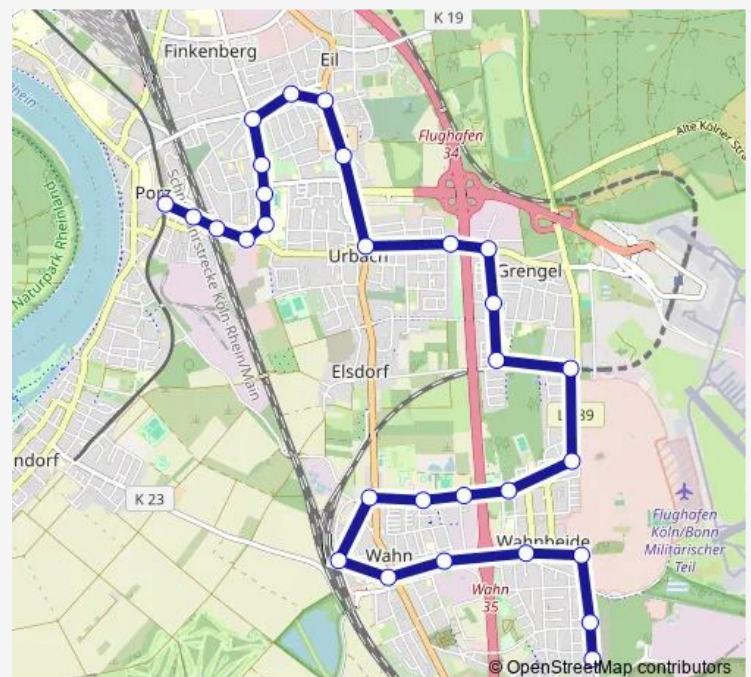 K 19
Finkenberg
Eil
Rhein
Flughafen
34
Alte Kölner Str
Porz
Naturpark Rheinland
Urbach
Grengel
Elsdorf
ndorf
K 23
Flughafen
Köln/Bonn
Militärischer
Teil
Wahn
Wahnheide
Wahn
35
© OpenStreetMap contributors